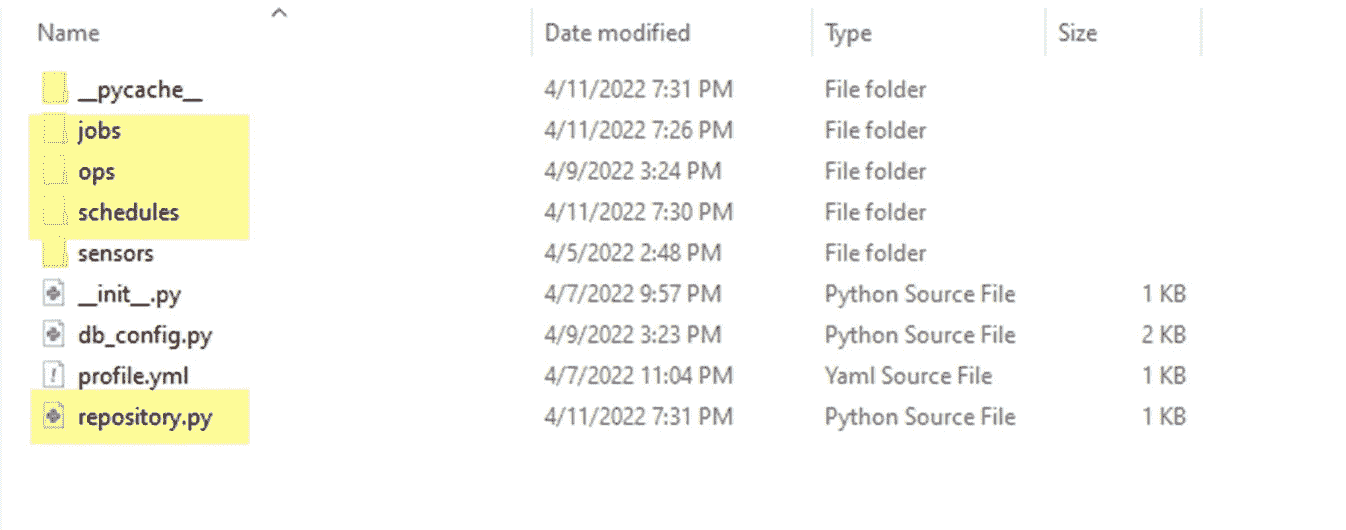 Name Date modified Type Size
__pycache__ 4/11/2022 7:31 PM File folder
jobs 4/11/2022 7:26 PM File folder
ops 4/9/2022 3:24 PM File folder
schedules 4/11/2022 7:30 PM File folder
sensors 4/5/2022 2:48 PM File folder
__init__.py 4/7/2022 9:57 PM Python Source File 1 KB
db_config.py 4/9/2022 3:23 PM Python Source File 2 KB
profile.yml 4/7/2022 11:04 PM Yaml Source File 1 KB
repository.py 4/11/2022 7:31 PM Python Source File 1 KB